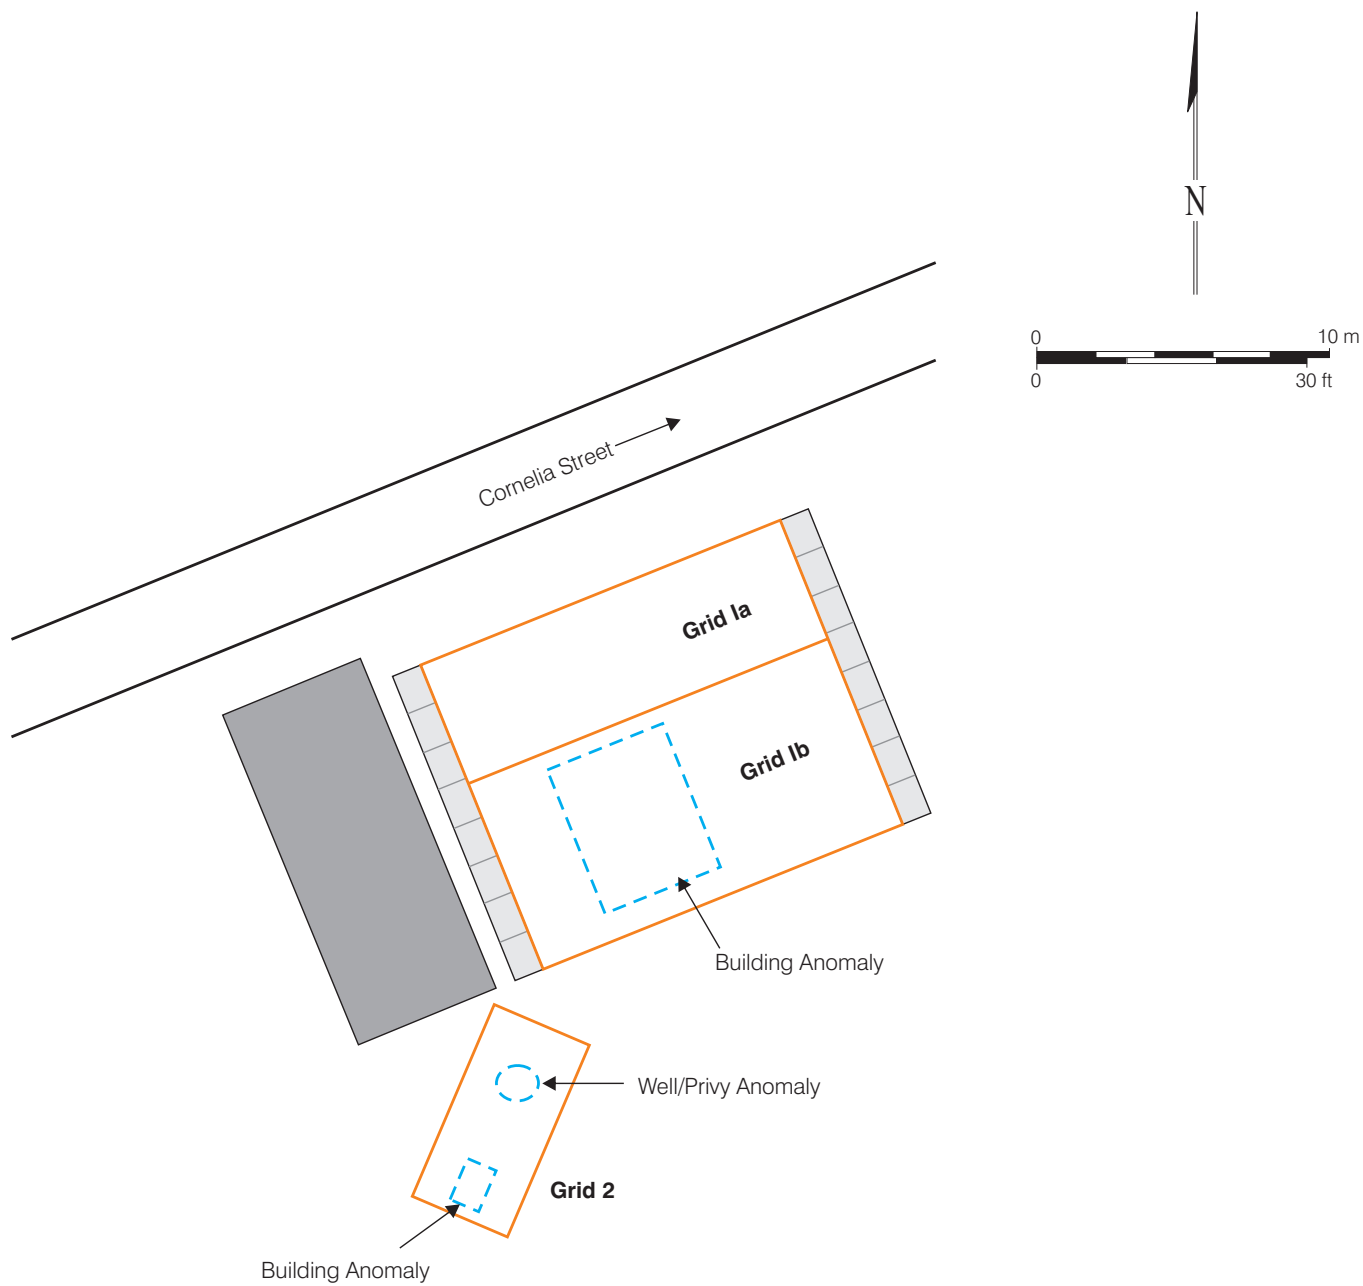 N
0 10 m
0 30 ft
Cornelia Street
Grid Ia
Grid Ib
Building Anomaly
Well/Privy Anomaly
Grid 2
Building Anomaly